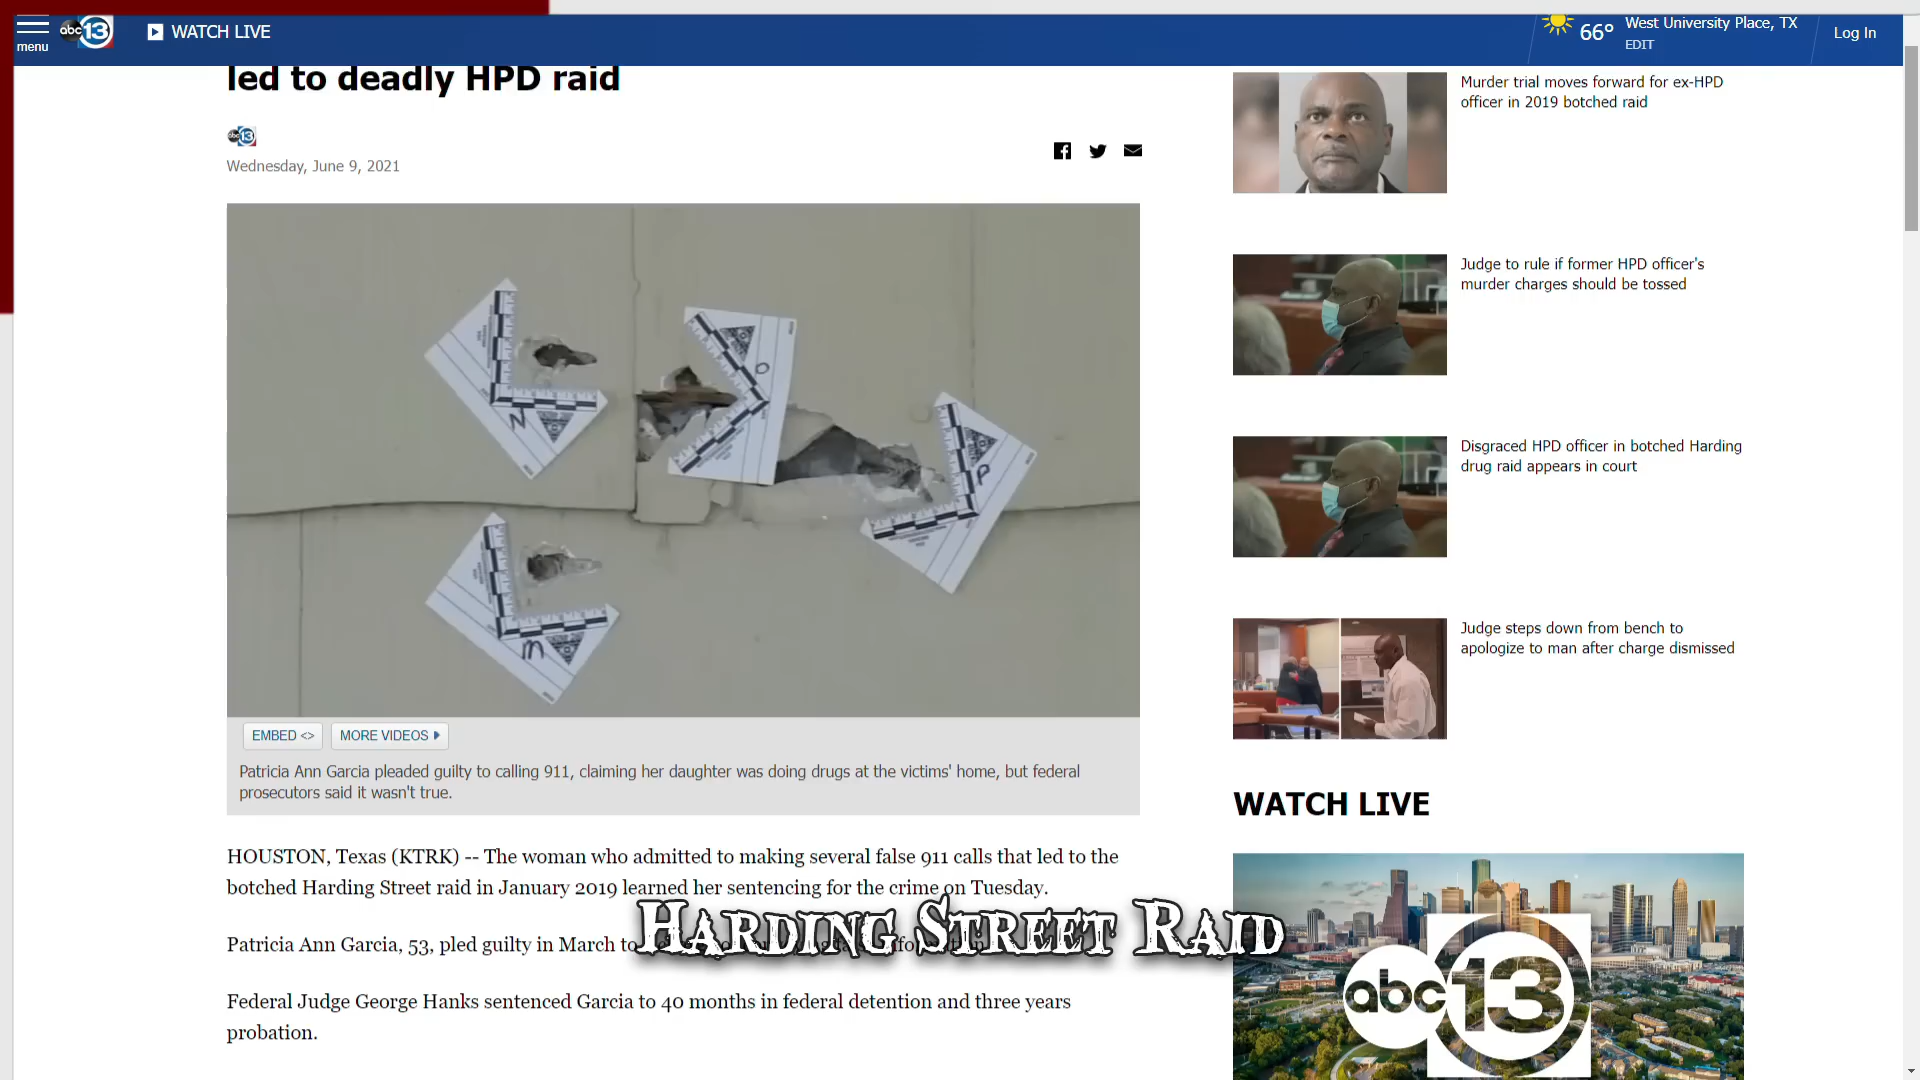 menu
abc 13
WATCH LIVE
66°
West University Place, TX
EDIT
Log In
led to deadly HPD raid
abc 13
Wednesday, June 9, 2021
N
O
P
M
EMBED <>
MORE VIDEOS
Patricia Ann Garcia pleaded guilty to calling 911, claiming her daughter was doing drugs at the victims' home, but federal
prosecutors said it wasn't true.
HOUSTON, Texas (KTRK) -- The woman who admitted to making several false 911 calls that led to the
botched Harding Street raid in January 2019 learned her sentencing for the crime on Tuesday.
Patricia Ann Garcia, 53, pled guilty in March to
Harding Street Raid
Federal Judge George Hanks sentenced Garcia to 40 months in federal detention and three years
probation.
Murder trial moves forward for ex-HPD
officer in 2019 botched raid
Judge to rule if former HPD officer's
murder charges should be tossed
Disgraced HPD officer in botched Harding
drug raid appears in court
Judge steps down from bench to
apologize to man after charge dismissed
WATCH LIVE
abc 13